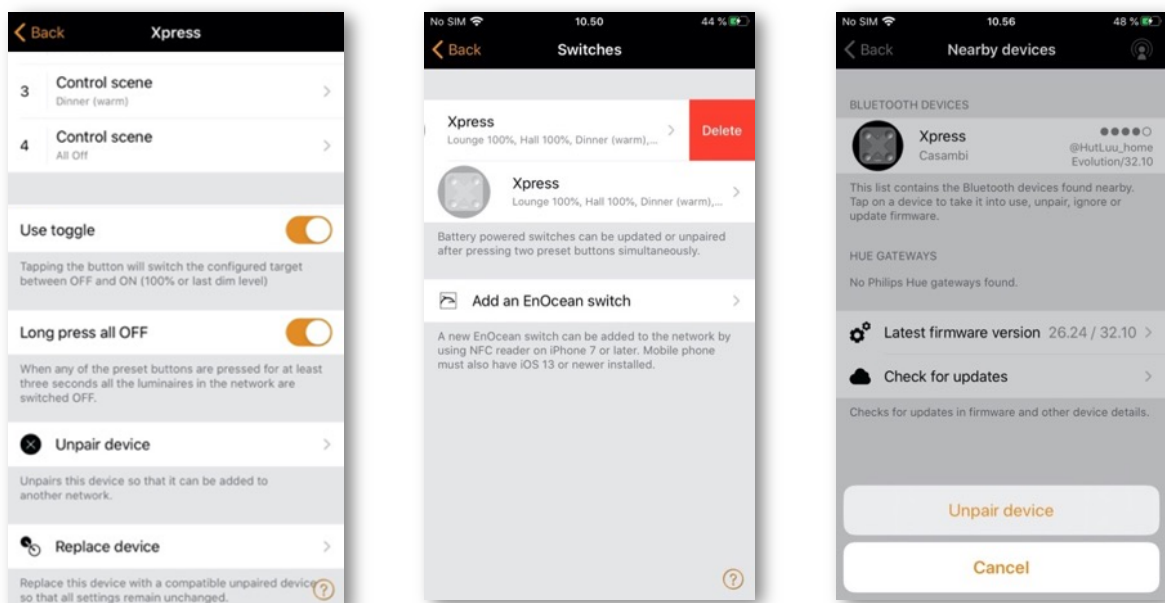 Back Xpress
3 Control scene
Dinner (warm)
4 Control scene
All Off
Use toggle
Tapping the button will switch the configured target
between OFF and ON (100% or last dim level)
Long press all OFF
When any of the preset buttons are pressed for at least
three seconds all the luminaires in the network are
switched OFF.
Unpair device
Unpairs this device so that it can be added to
another network.
Replace device
Replace this device with a compatible unpaired device
so that all settings remain unchanged.
?
No SIM 10.50 44 %
Back Switches
Xpress
Lounge 100%, Hall 100%, Dinner (warm),...
Delete
Xpress
Lounge 100%, Hall 100%, Dinner (warm),...
Battery powered switches can be updated or unpaired
after pressing two preset buttons simultaneously.
Add an EnOcean switch
A new EnOcean switch can be added to the network by
using NFC reader on iPhone 7 or later. Mobile phone
must also have iOS 13 or newer installed.
?
No SIM 10.56 48 %
Back Nearby devices
BLUETOOTH DEVICES
Xpress
Casambi
@HutLuu_home
Evolution/32.10
This list contains the Bluetooth devices found nearby.
Tap on a device to take it into use, unpair, ignore or
update firmware.
HUE GATEWAYS
No Philips Hue gateways found.
Latest firmware version 26.24 / 32.10
Check for updates
Checks for updates in firmware and other device details.
Unpair device
Cancel